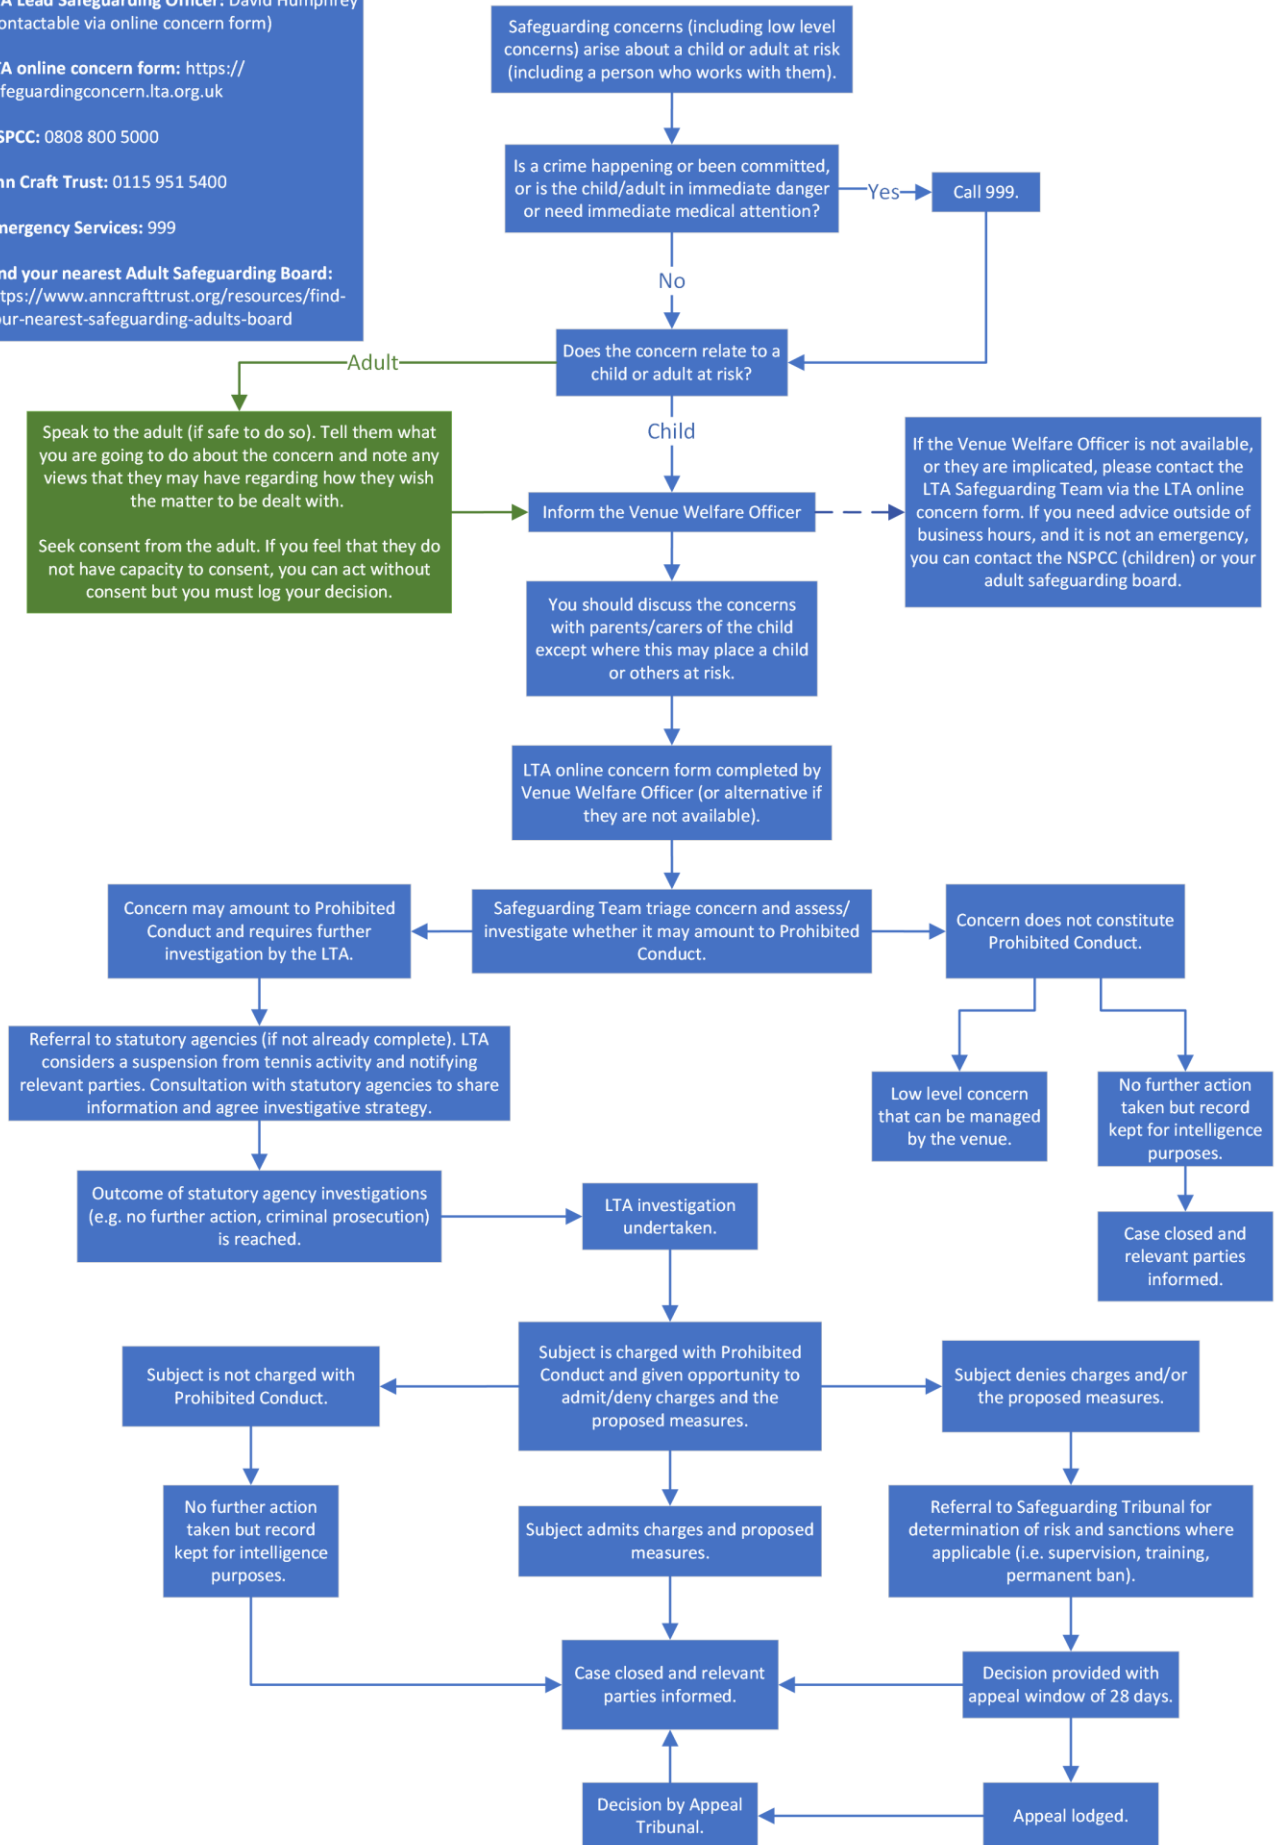 Lead Safeguarding Officer: David Humphrey
contactable via online concern form)
online concern form: https://
safeguardingconcern.lta.org.uk
NSPCC: 0808 800 5000
Ann Craft Trust: 0115 951 5400
Emergency Services: 999
Find your nearest Adult Safeguarding Board:
https://www.anncrafttrust.org/resources/find-
your-nearest-safeguarding-adults-board
Safeguarding concerns (including low level
concerns) arise about a child or adult at risk
(including a person who works with them).
Is a crime happening or been committed,
or is the child/adult in immediate danger
or need immediate medical attention?
Yes
Call 999.
No
Does the concern relate to a
child or adult at risk?
Adult
Child
Speak to the adult (if safe to do so). Tell them what
you are going to do about the concern and note any
views that they may have regarding how they wish
the matter to be dealt with.
Seek consent from the adult. If you feel that they do
not have capacity to consent, you can act without
consent but you must log your decision.
Inform the Venue Welfare Officer
If the Venue Welfare Officer is not available,
or they are implicated, please contact the
LTA Safeguarding Team via the LTA online
concern form. If you need advice outside of
business hours, and it is not an emergency,
you can contact the NSPCC (children) or your
adult safeguarding board.
You should discuss the concerns
with parents/carers of the child
except where this may place a child
or others at risk.
LTA online concern form completed by
Venue Welfare Officer (or alternative if
they are not available).
Concern may amount to Prohibited
Conduct and requires further
investigation by the LTA.
Safeguarding Team triage concern and assess/
investigate whether it may amount to Prohibited
Conduct.
Concern does not constitute
Prohibited Conduct.
Referral to statutory agencies (if not already complete). LTA
considers a suspension from tennis activity and notifying
relevant parties. Consultation with statutory agencies to share
information and agree investigative strategy.
Low level concern
that can be managed
by the venue.
No further action
taken but record
kept for intelligence
purposes.
Outcome of statutory agency investigations
(e.g. no further action, criminal prosecution)
is reached.
LTA investigation
undertaken.
Case closed and
relevant parties
informed.
Subject is not charged with
Prohibited Conduct.
Subject is charged with Prohibited
Conduct and given opportunity to
admit/deny charges and the
proposed measures.
Subject denies charges and/or
the proposed measures.
No further action
taken but record
kept for intelligence
purposes.
Subject admits charges and proposed
measures.
Referral to Safeguarding Tribunal for
determination of risk and sanctions where
applicable (i.e. supervision, training,
permanent ban).
Case closed and relevant
parties informed.
Decision provided with
appeal window of 28 days.
Decision by Appeal
Tribunal.
Appeal lodged.